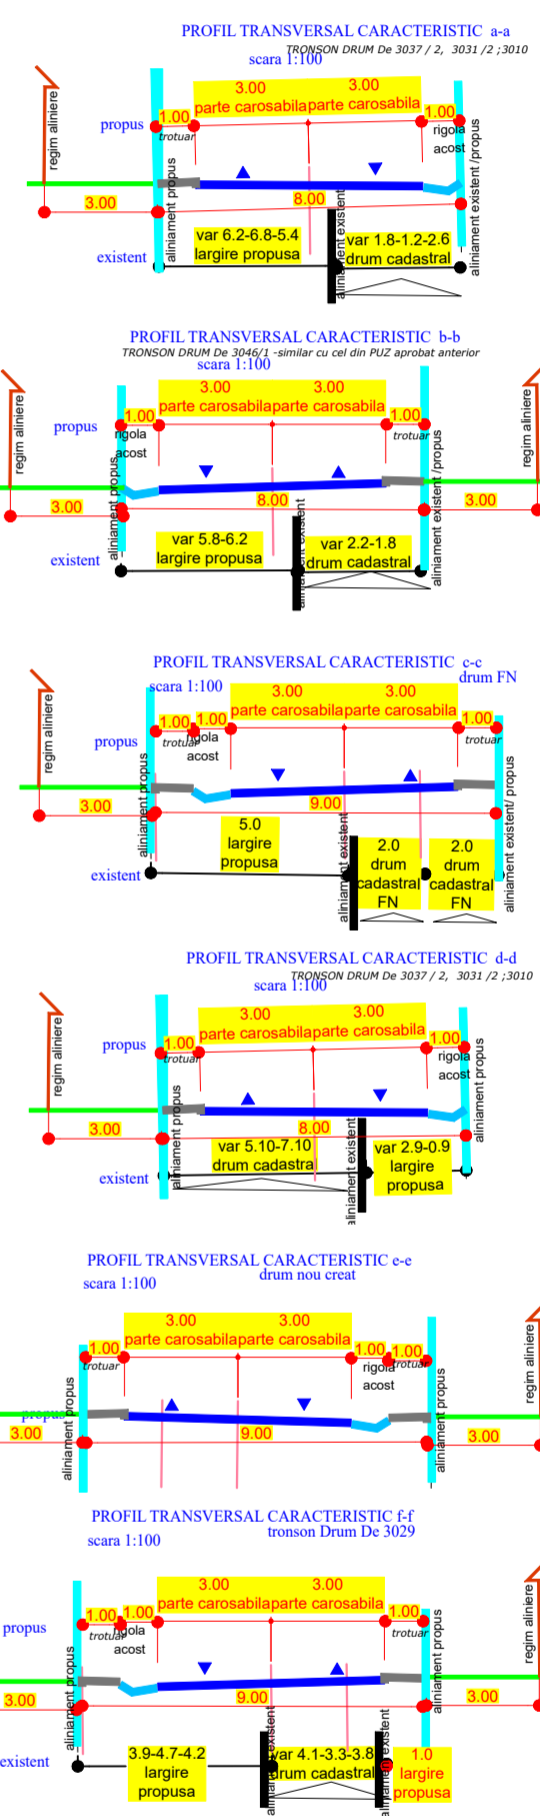 PROFIL TRANSVERSAL CARACTERISTIC a-a
TRONSON DRUM De 3037 / 2, 3031 /2 ;3010
scara 1:100
regim aliniere
propus
1.00
trotuar
3.00
parte carosabila
3.00
parte carosabila
1.00
rigola
acost
aliniament propus
aliniament existent /propus
3.00
8.00
aliniament existent
existent
var 6.2-6.8-5.4
largire propusa
var 1.8-1.2-2.6
drum cadastral
PROFIL TRANSVERSAL CARACTERISTIC b-b
TRONSON DRUM De 3046/1 -similar cu cel din PUZ aprobat anterior
scara 1:100
regim aliniere
propus
1.00
rigola
acost
3.00
parte carosabila
3.00
parte carosabila
1.00
trotuar
regim aliniere
aliniament propus
aliniament existent /propus
3.00
8.00
3.00
aliniament existent
existent
var 5.8-6.2
largire propusa
var 2.2-1.8
drum cadastral
PROFIL TRANSVERSAL CARACTERISTIC c-c
drum FN
scara 1:100
regim aliniere
propus
1.00
trotuar
1.00
rigola
acost
3.00
parte carosabila
3.00
parte carosabila
1.00
trotuar
aliniament propus
aliniament existent/ propus
3.00
9.00
aliniament existent
existent
5.0
largire
propusa
2.0
drum
cadastral
FN
2.0
drum
cadastral
FN
PROFIL TRANSVERSAL CARACTERISTIC d-d
TRONSON DRUM De 3037 / 2, 3031 /2 ;3010
scara 1:100
regim aliniere
propus
1.00
trotuar
3.00
parte carosabila
3.00
parte carosabila
1.00
rigola
acost
aliniament propus
aliniament propus
3.00
8.00
aliniament existent
existent
var 5.10-7.10
drum cadastral
var 2.9-0.9
largire
propusa
PROFIL TRANSVERSAL CARACTERISTIC e-e
drum nou creat
scara 1:100
1.00
trotuar
3.00
parte carosabila
3.00
parte carosabila
1.00
rigola
acost
1.00
trotuar
regim aliniere
propus
aliniament propus
aliniament propus
3.00
9.00
3.00
PROFIL TRANSVERSAL CARACTERISTIC f-f
tronson Drum De 3029
scara 1:100
propus
1.00
trotuar
1.00
rigola
acost
3.00
parte carosabila
3.00
parte carosabila
1.00
trotuar
regim aliniere
aliniament propus
aliniament propus
3.00
9.00
3.00
aliniament existent
aliniament existent
existent
3.9-4.7-4.2
largire
propusa
var 4.1-3.3-3.8
drum cadastral
1.0
largire
propusa